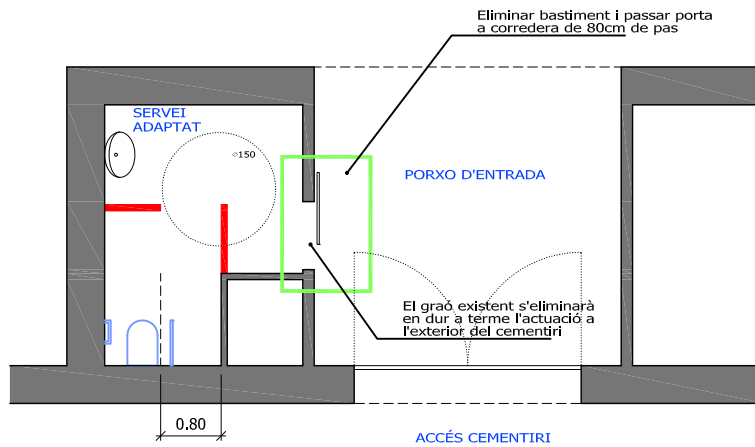 Eliminar bastiment i passar porta
a corredera de 80cm de pas
SERVEI
ADAPTAT
⌀150
PORXO D'ENTRADA
El graó existent s'eliminarà
en dur a terme l'actuació a
l'exterior del cementiri
0.80
ACCÉS CEMENTIRI